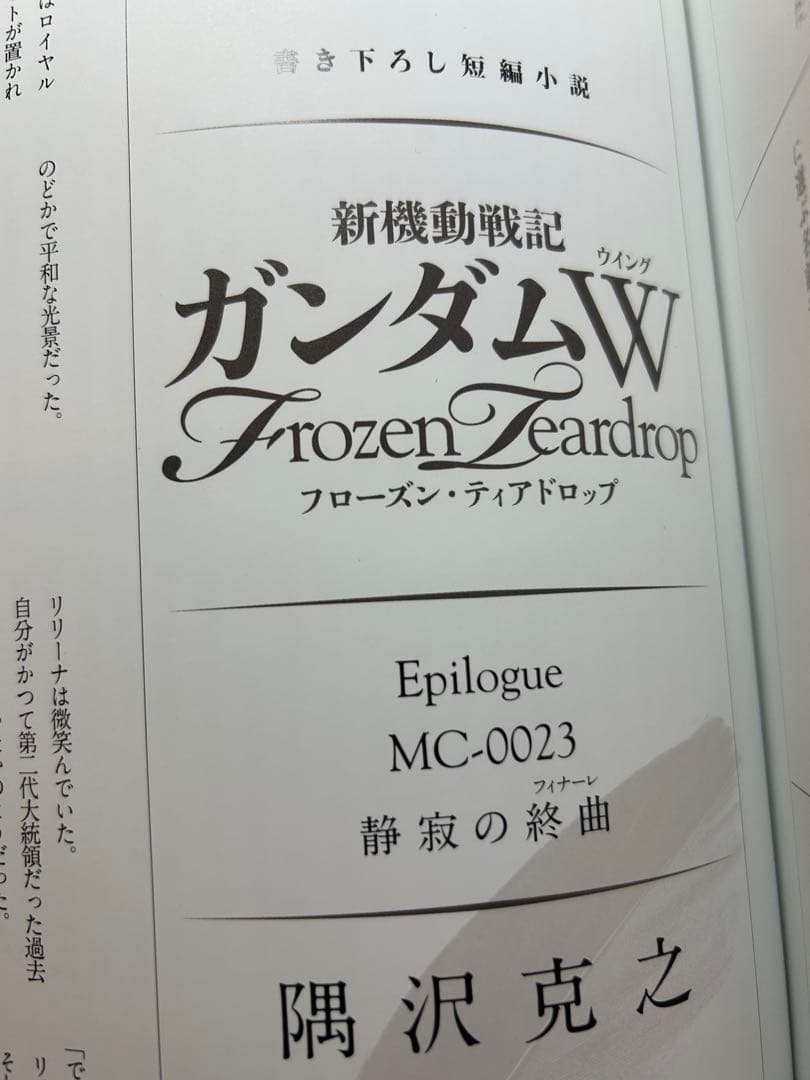 書き下ろし短編小説
新機動戦記
ガンダムW
ウイング
Frozen Teardrop
フローズン・ティアドロップ
Epilogue
MC-0023
静寂の終曲
フィナーレ
隅沢克之
はロイヤル
トが置かれ
のどかで平和な光景だった。
リリーナは微笑んでいた。
自分がかつて第二代大統領だった過去
「で
リ
そ